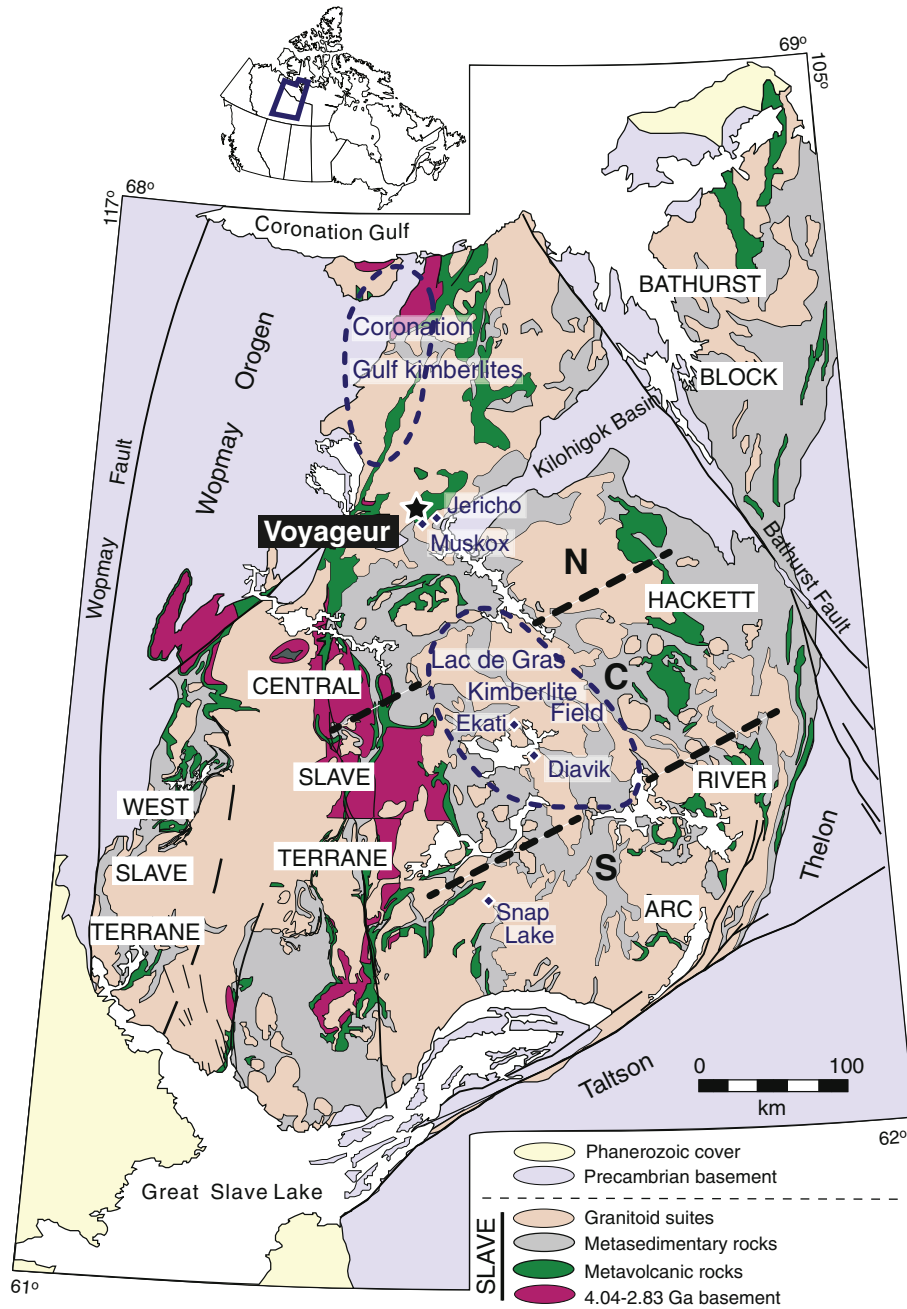 69°
105°
117°
68°
Coronation Gulf
BATHURST
BLOCK
Coronation
Gulf kimberlites
Wopmay Orogen
Wopmay Fault
Kilohigok Basin
Jericho
Voyageur
Muskox
Bathurst Fault
N
HACKETT
Lac de Gras
Kimberlite
Field
C
CENTRAL
Ekati
Diavik
SLAVE
RIVER
WEST
SLAVE
TERRANE
TERRANE
S
Thelon
ARC
Snap
Lake
Taltson
0 100
km
62°
Great Slave Lake
61°
Phanerozoic cover
Precambrian basement
SLAVE
Granitoid suites
Metasedimentary rocks
Metavolcanic rocks
4.04-2.83 Ga basement